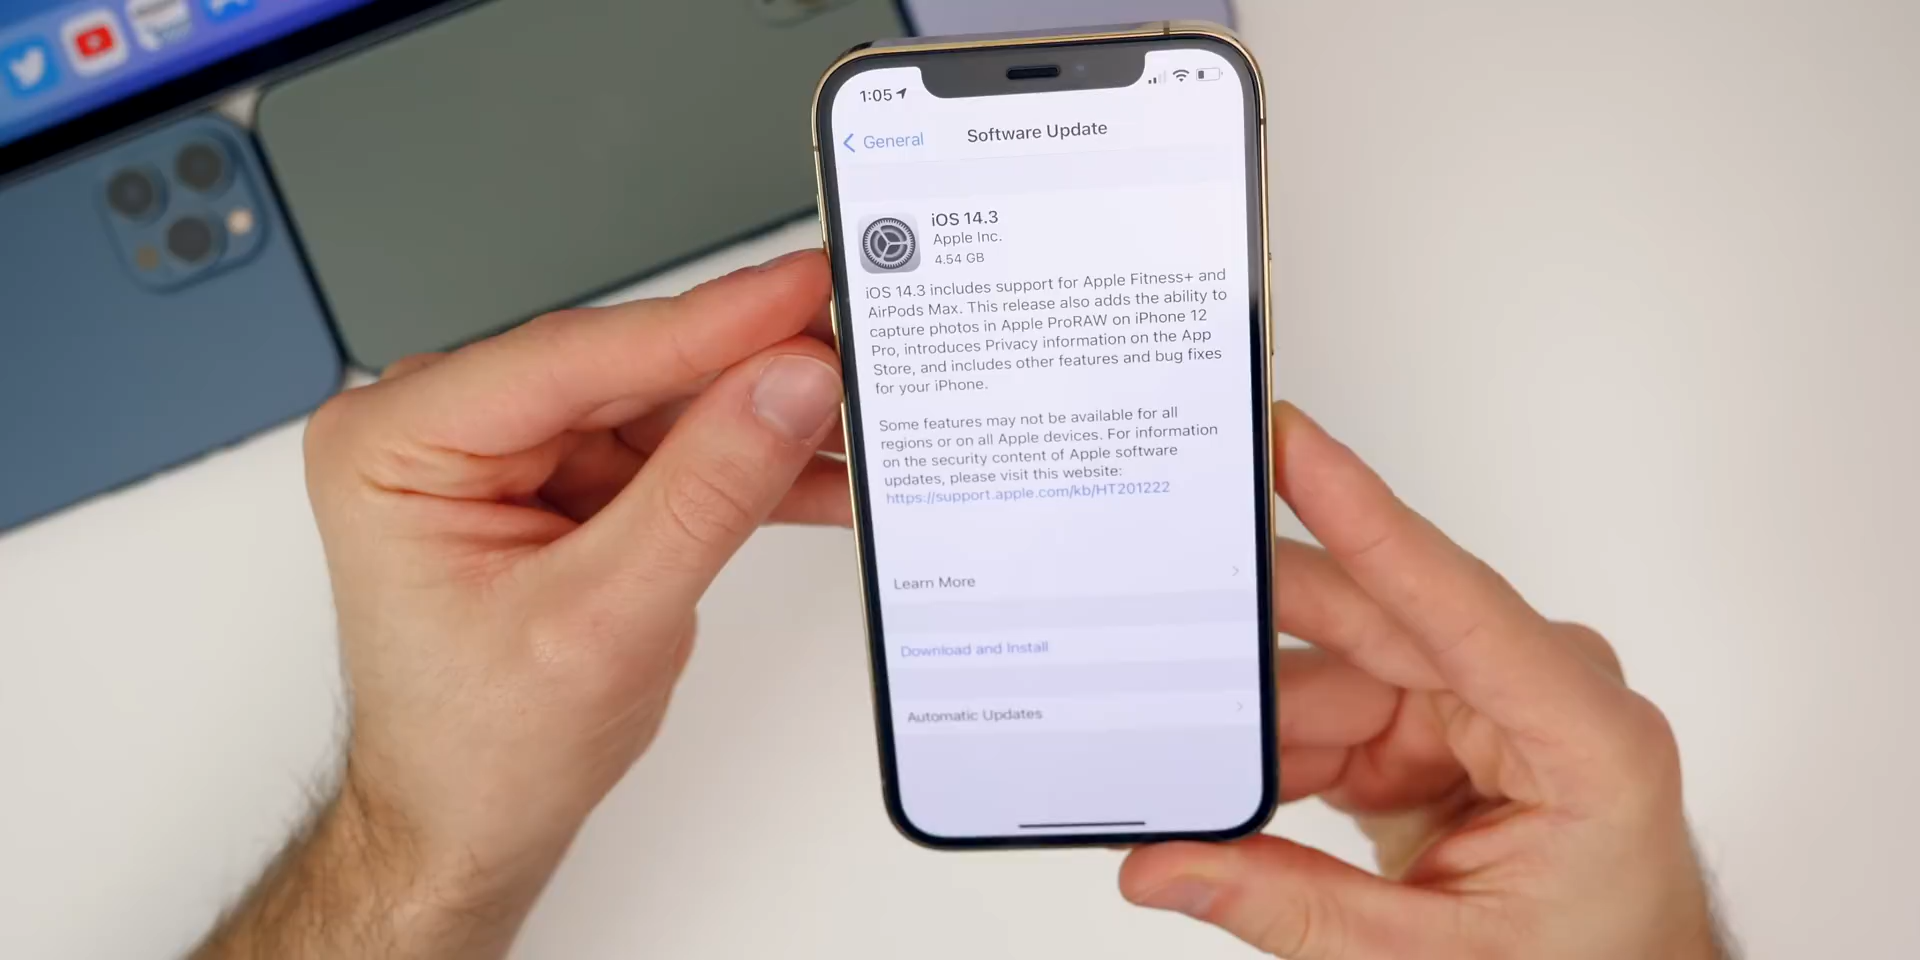 1:05
General
Software Update
iOS 14.3
Apple Inc.
4.54 GB
iOS 14.3 includes support for Apple Fitness+ and
AirPods Max. This release also adds the ability to
capture photos in Apple ProRAW on iPhone 12
Pro, introduces Privacy information on the App
Store, and includes other features and bug fixes
for your iPhone.
Some features may not be available for all
regions or on all Apple devices. For information
on the security content of Apple software
updates, please visit this website:
https://support.apple.com/kb/HT201222
Learn More
Download and Install
Automatic Updates